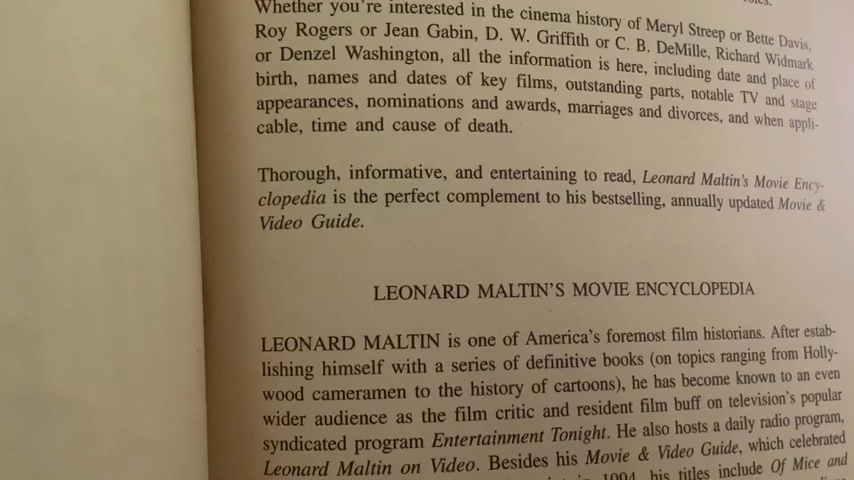 Whether you're interested in the cinema history of Meryl Streep or Bette Davis,
Roy Rogers or Jean Gabin, D. W. Griffith or C. B. DeMille, Richard Widmark
or Denzel Washington, all the information is here, including date and place of
birth, names and dates of key films, outstanding parts, notable TV and stage
appearances, nominations and awards, marriages and divorces, and when appli-
cable, time and cause of death.
Thorough, informative, and entertaining to read, Leonard Maltin's Movie Ency-
clopedia is the perfect complement to his bestselling, annually updated Movie &
Video Guide.
LEONARD MALTIN'S MOVIE ENCYCLOPEDIA
LEONARD MALTIN is one of America's foremost film historians. After estab-
lishing himself with a series of definitive books (on topics ranging from Holly-
wood cameramen to the history of cartoons), he has become known to an even
wider audience as the film critic and resident film buff on television's popular
syndicated program Entertainment Tonight. He also hosts a daily radio program,
Leonard Maltin on Video. Besides his Movie & Video Guide, which celebrated
in 1994, his titles include Of Mice and